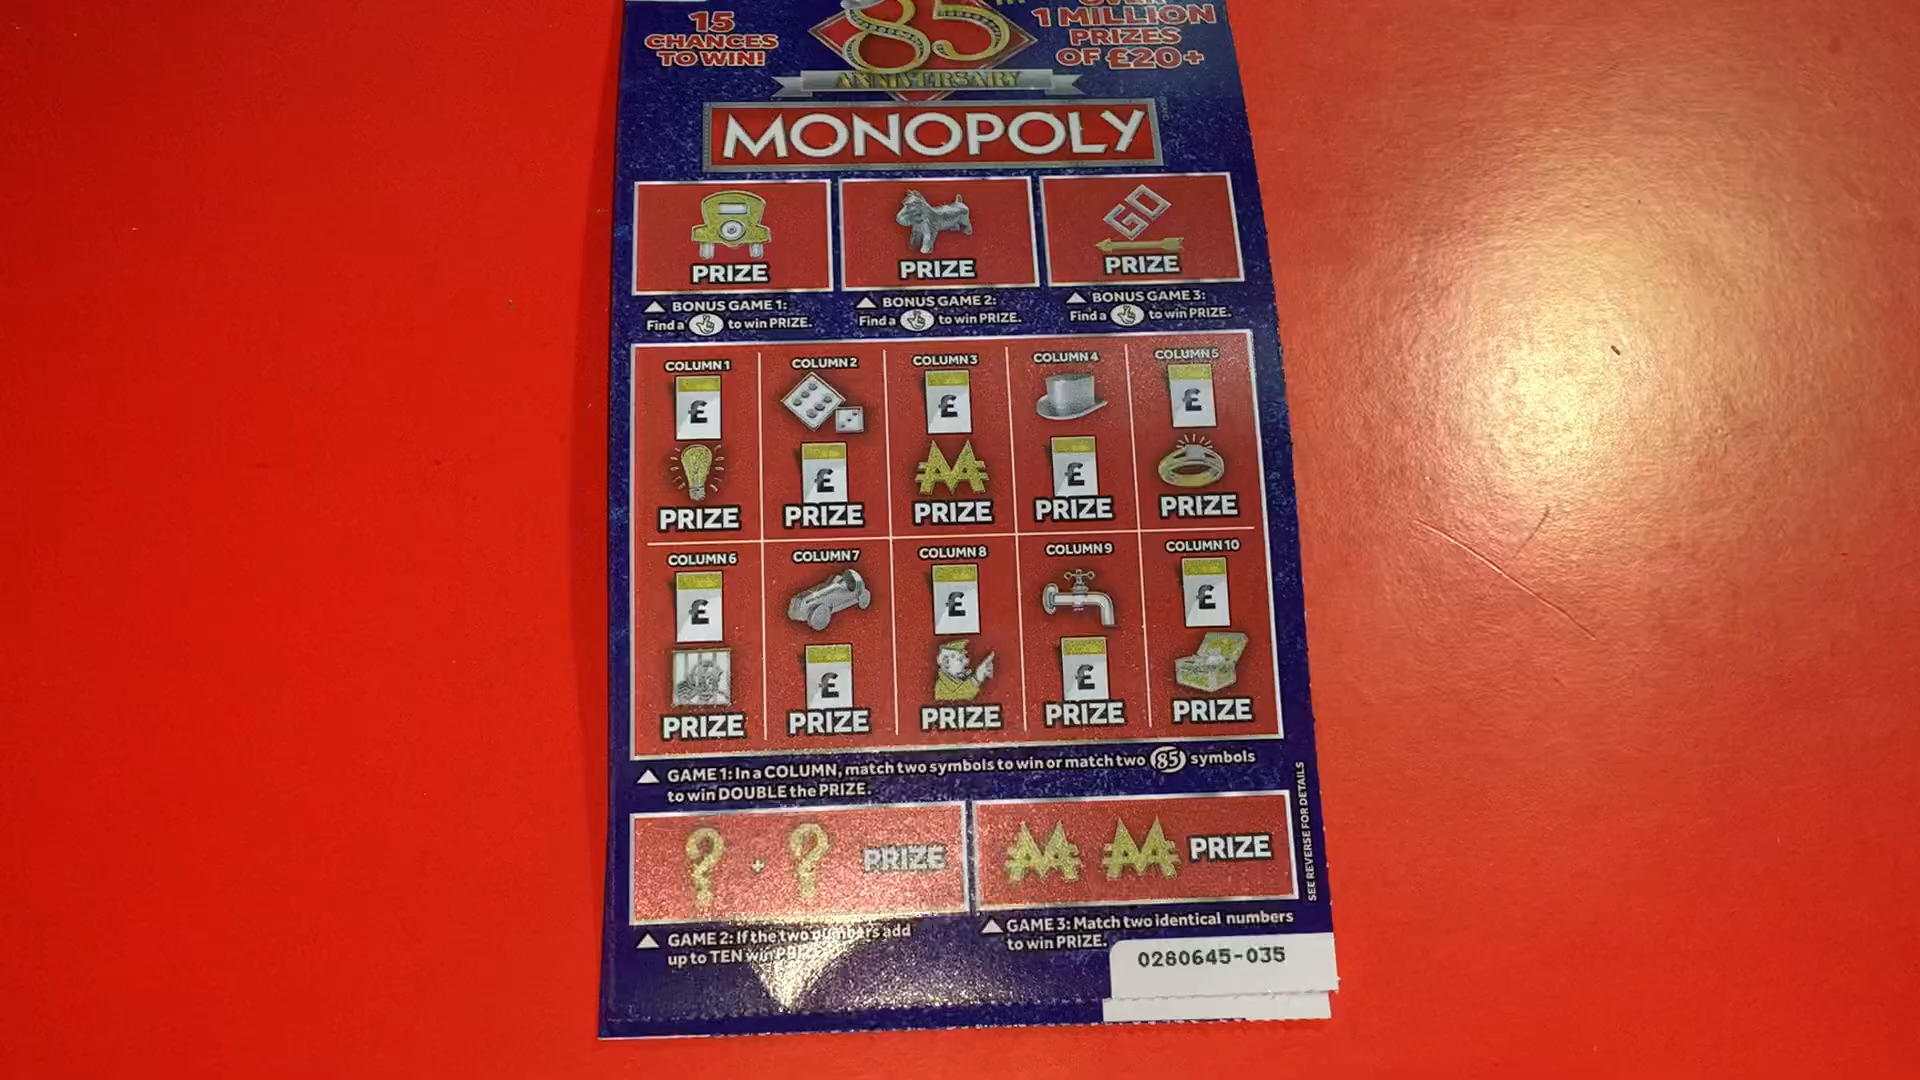 15
CHANCES
TO WIN!
85TH
ANNIVERSARY
OVER
1 MILLION
PRIZES
OF £20+
MONOPOLY
GO
PRIZE PRIZE PRIZE
BONUS GAME 1:
Find a to win PRIZE.
BONUS GAME 2:
Find a to win PRIZE.
BONUS GAME 3:
Find a to win PRIZE.
COLUMN 1 COLUMN 2 COLUMN 3 COLUMN 4 COLUMN 5
£ £ £ £ £
PRIZE PRIZE PRIZE PRIZE PRIZE
COLUMN 6 COLUMN 7 COLUMN 8 COLUMN 9 COLUMN 10
£ £ £ £ £
PRIZE PRIZE PRIZE PRIZE PRIZE
GAME 1: In a COLUMN, match two symbols to win or match two 85 symbols
to win DOUBLE the PRIZE.
? + ? PRIZE
PRIZE
GAME 2: If the two numbers add
up to TEN win PRIZE.
GAME 3: Match two identical numbers
to win PRIZE.
SEE REVERSE FOR DETAILS
0280645-035